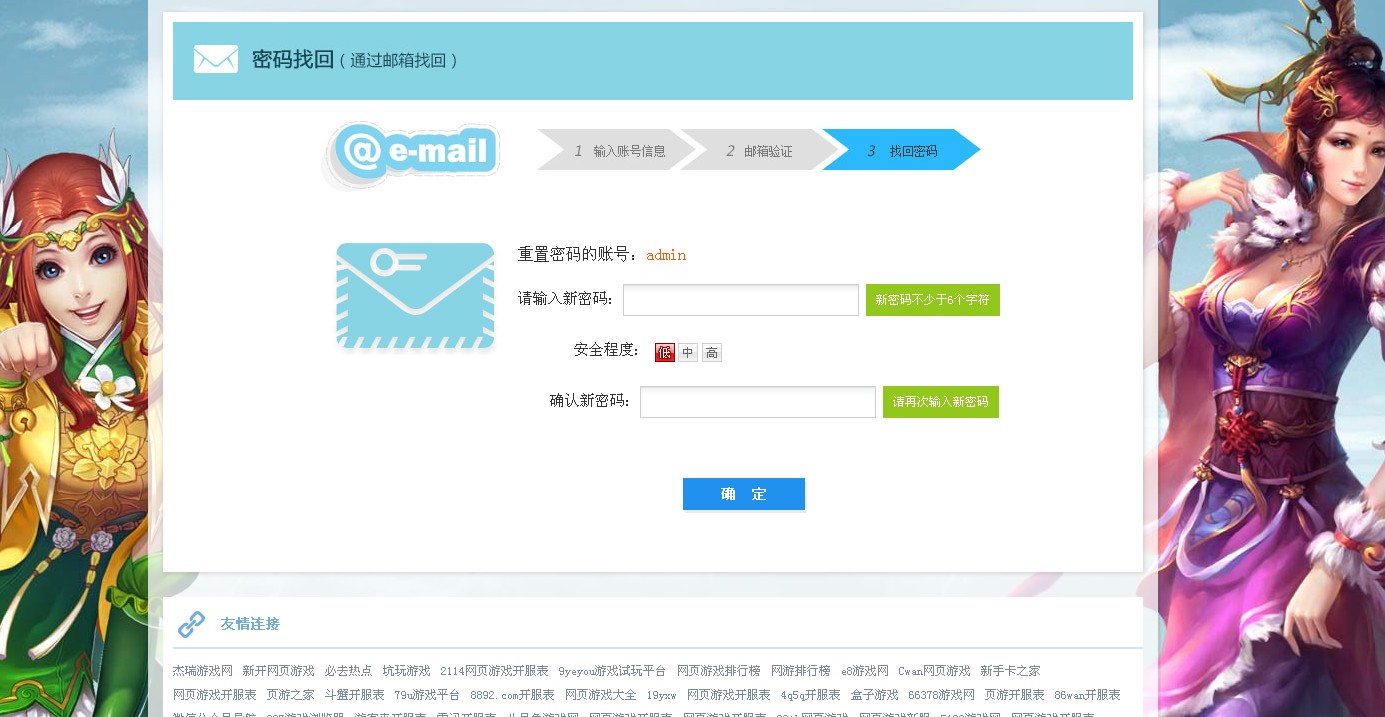 密码找回（通过邮箱找回）
@ e-mail
1 输入账号信息 2 邮箱验证 3 找回密码
重置密码的账号：admin
请输入新密码: 新密码不少于6个字符
安全程度: 低 中 高
确认新密码: 请再次输入新密码
确 定
友情连接
杰瑞游戏网 新开网页游戏 必去热点 坑玩游戏 2114网页游戏开服表 9yeyou游戏试玩平台 网页游戏排行榜 网游排行榜 e8游戏网 Cwan网页游戏 新手卡之家
网页游戏开服表 页游之家 斗蟹开服表 79u游戏平台 8892.com开服表 网页游戏大全 19yxw 网页游戏开服表 4q5q开服表 盒子游戏 66378游戏网 页游开服表 86wan开服表